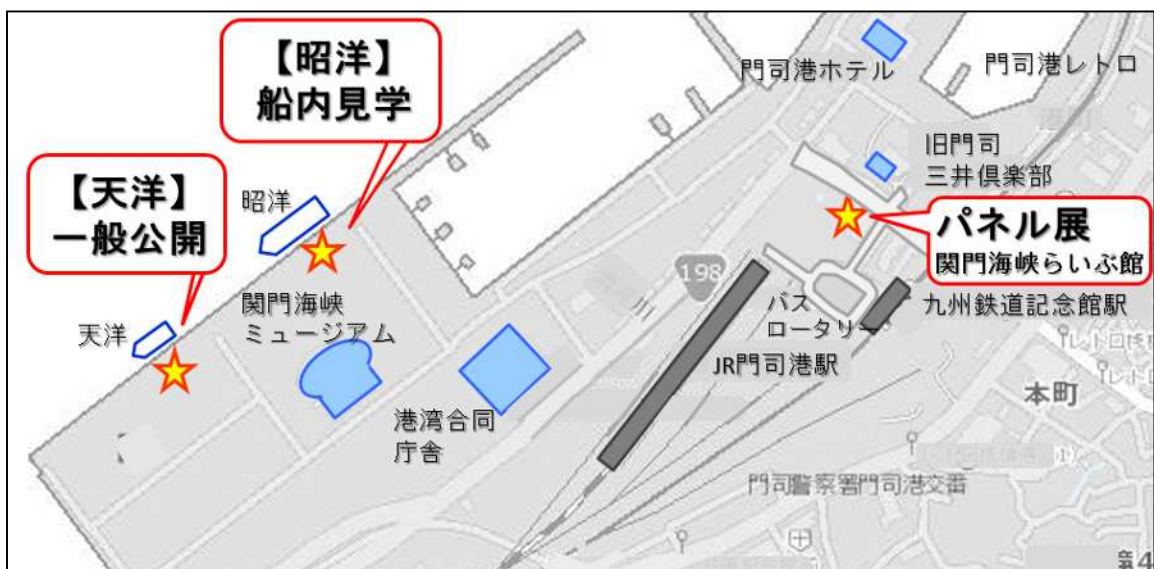 【昭洋】
船内見学
【天洋】
一般公開
昭洋
天洋
関門海峡
ミュージアム
港湾合同
庁舎
198
門司港ホテル
門司港レトロ
旧門司
三井倶楽部
パネル展
関門海峡らいぶ館
九州鉄道記念館駅
バス
ロータリー
JR門司港駅
本町
門司警察署門司港交番